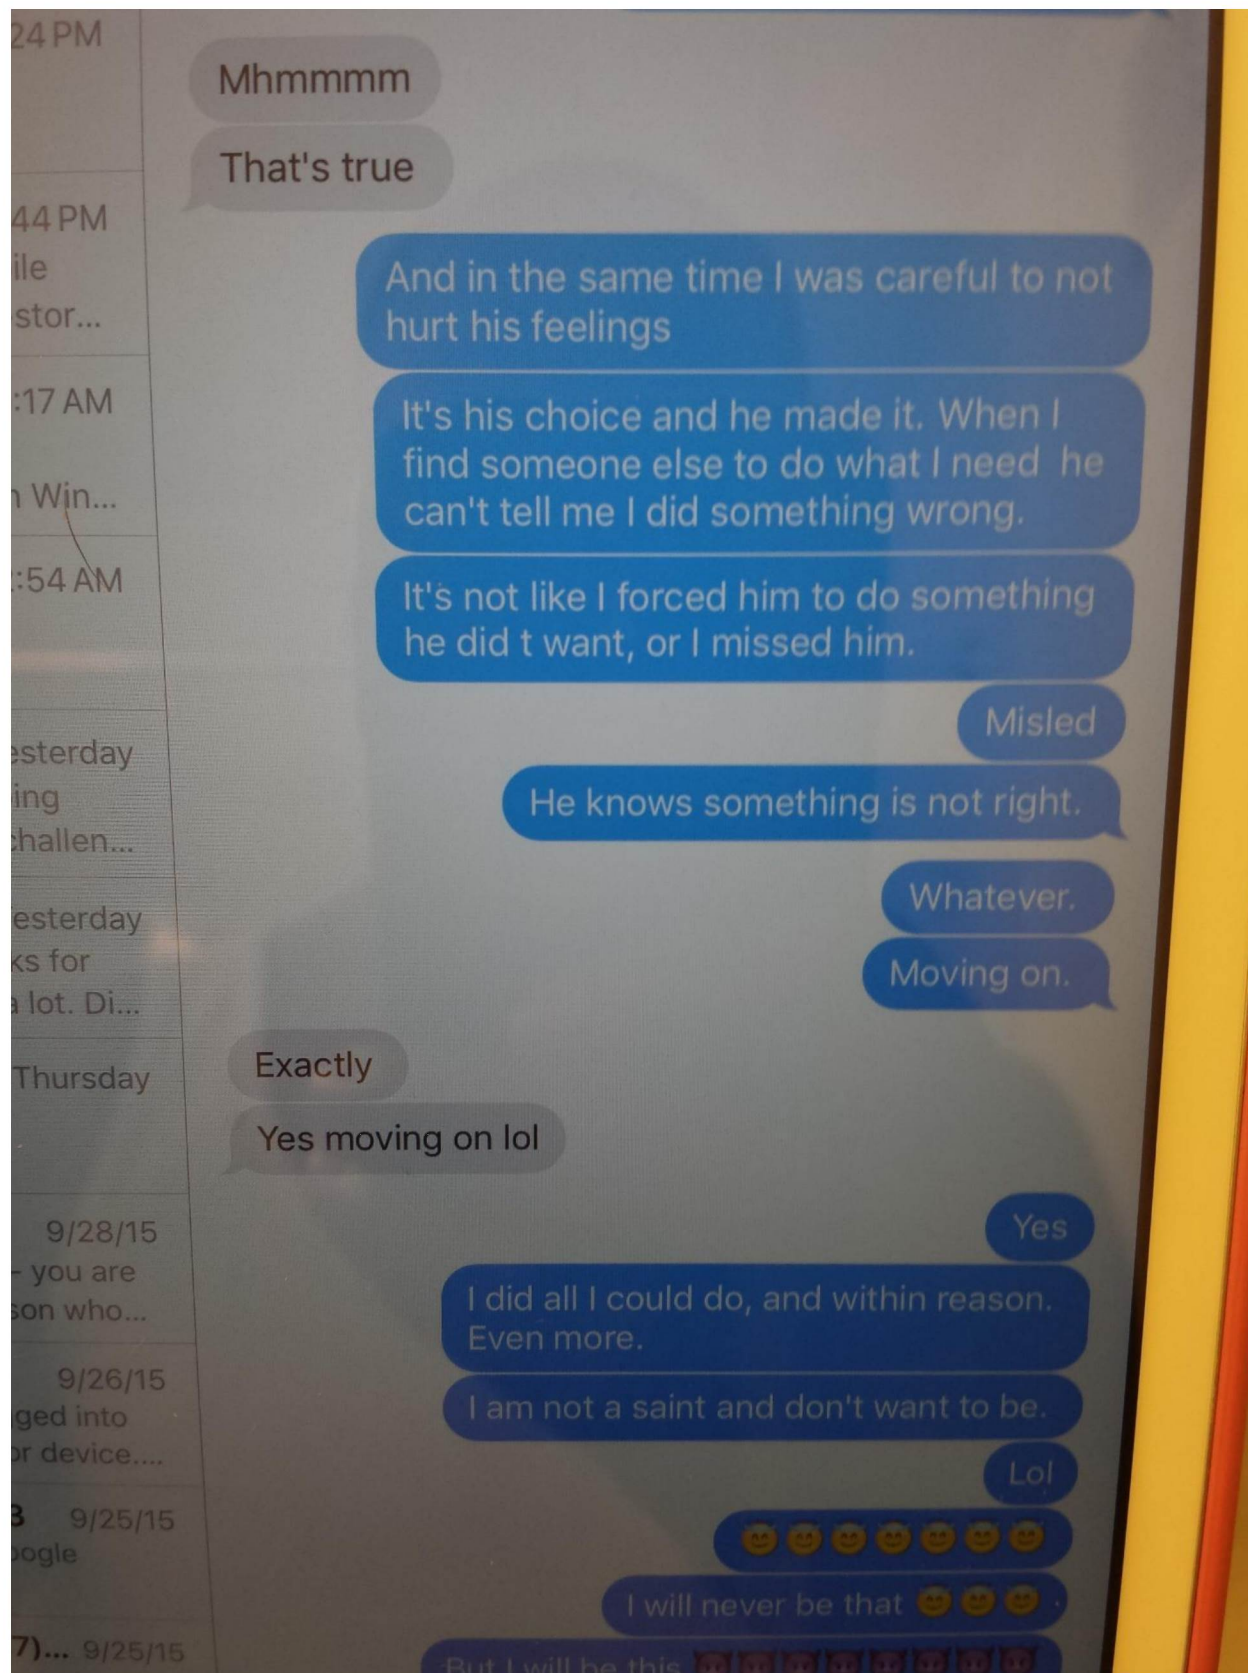 24 PM
44 PM
ile
stor...
:17 AM
Win...
:54 AM
esterday
ing
challen...
esterday
ks for
a lot. Di...
Thursday
9/28/15
- you are
son who...
9/26/15
ged into
or device....
9/25/15
oogle
7)... 9/25/15
Mhmmmm
That's true
And in the same time I was careful to not
hurt his feelings
It's his choice and he made it. When I
find someone else to do what I need he
can't tell me I did something wrong.
It's not like I forced him to do something
he did t want, or I missed him.
Misled
He knows something is not right.
Whatever.
Moving on.
Exactly
Yes moving on lol
Yes
I did all I could do, and within reason.
Even more.
I am not a saint and don't want to be.
Lol
😇😇😇😇😇😇😇
I will never be that 😇😇😇.
But I will be this 👿👿👿👿👿👿👿👿